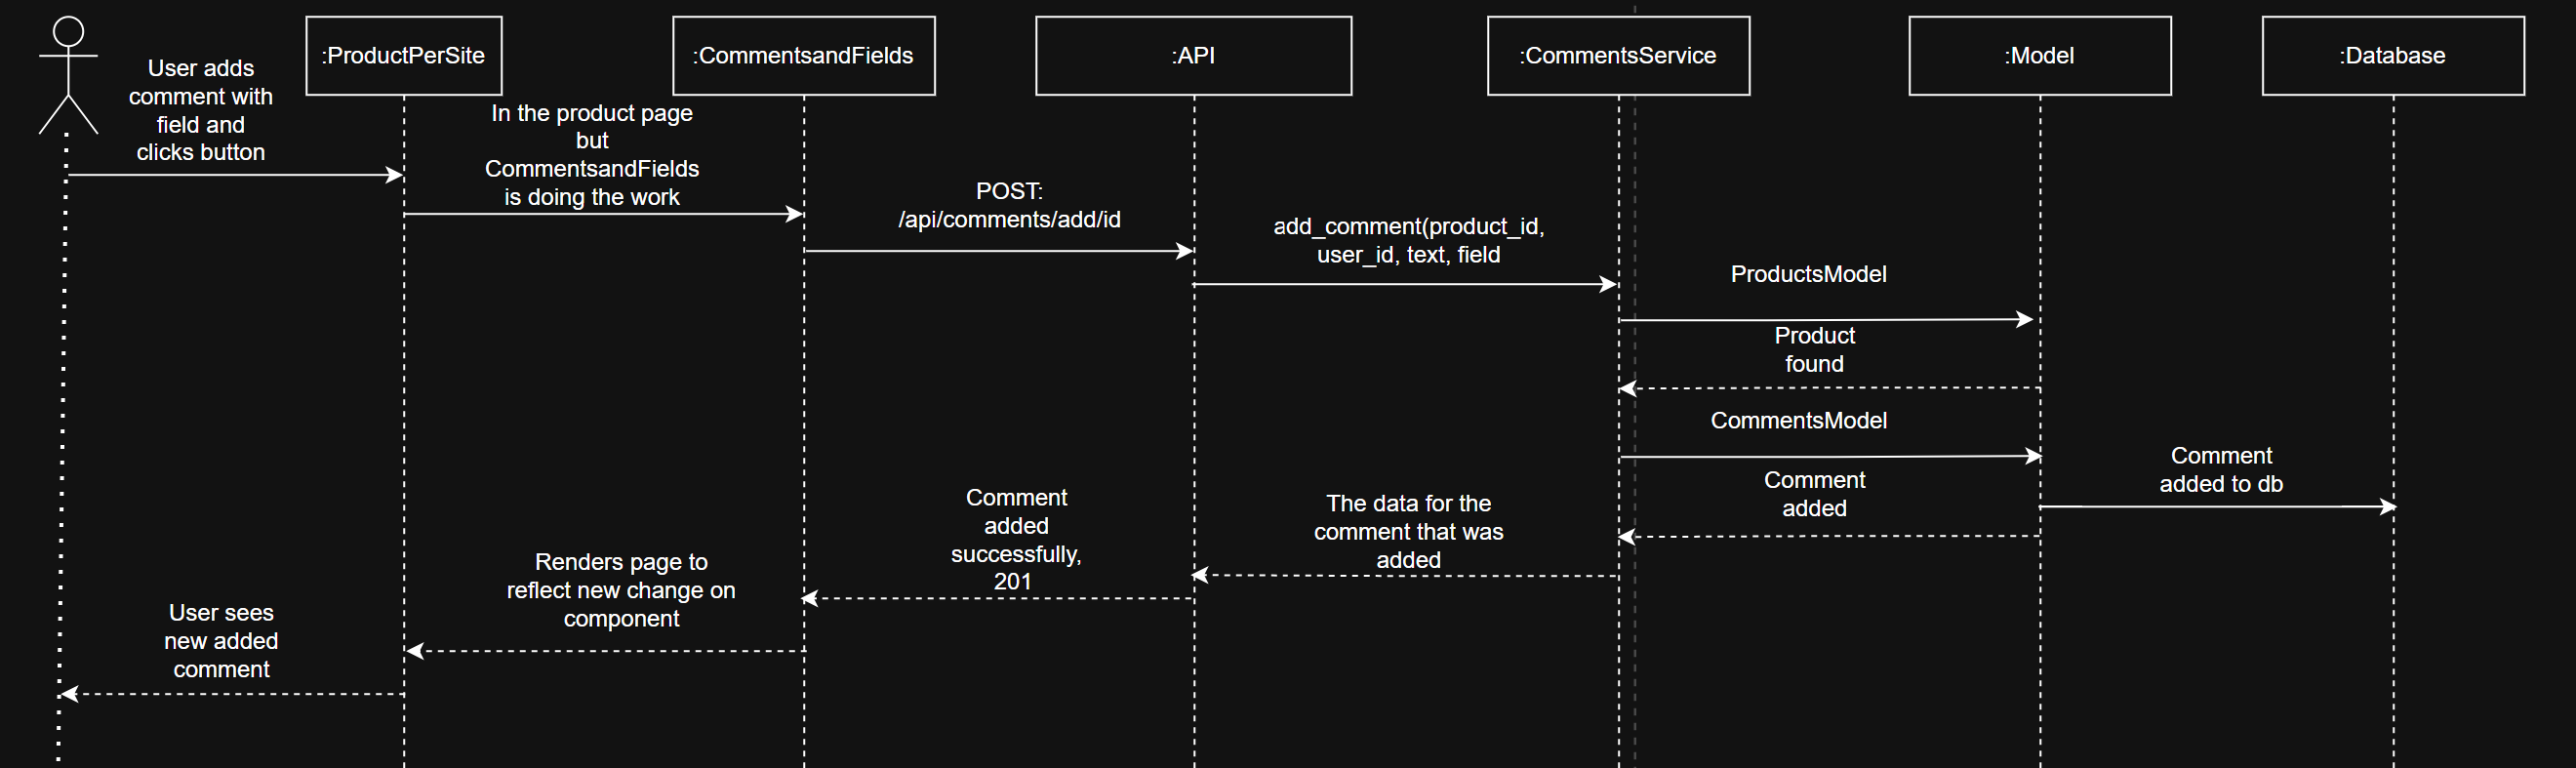 :ProductPerSite
:CommentsandFields
:API
:CommentsService
:Model
:Database
User adds
comment with
field and
clicks button
In the product page
but
CommentsandFields
is doing the work
POST:
/api/comments/add/id
add_comment(product_id,
user_id, text, field
ProductsModel
Product
found
CommentsModel
Comment
added to db
Comment
added
The data for the
comment that was
added
Comment
added
successfully,
201
Renders page to
reflect new change on
component
User sees
new added
comment